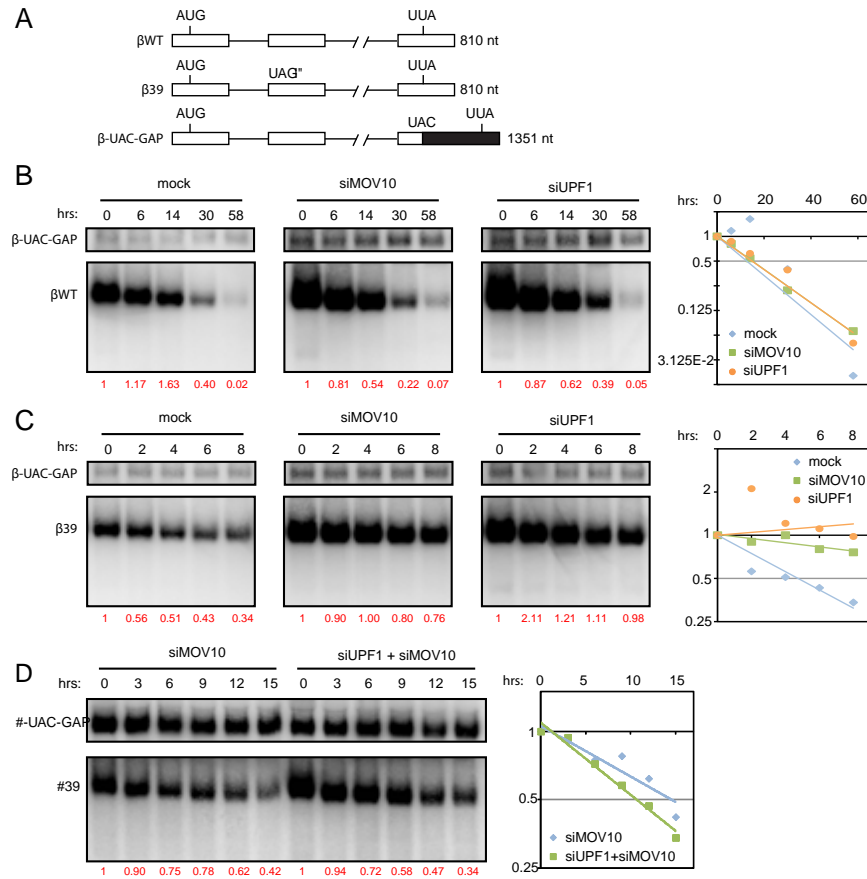 A
AUG UUA
βWT 810 nt
AUG UAG" UUA
β39 810 nt
AUG UAC UUA
β-UAC-GAP 1351 nt
B
mock siMOV10 siUPF1
hrs: 0 6 14 30 58 0 6 14 30 58 0 6 14 30 58
β-UAC-GAP
βWT
1 1.17 1.63 0.40 0.02 1 0.81 0.54 0.22 0.07 1 0.87 0.62 0.39 0.05
hrs: 0 20 40 60
1
0.5
0.125
3.125E-2
mock
siMOV10
siUPF1
C
mock siMOV10 siUPF1
hrs: 0 2 4 6 8 0 2 4 6 8 0 2 4 6 8
β-UAC-GAP
β39
1 0.56 0.51 0.43 0.34 1 0.90 1.00 0.80 0.76 1 2.11 1.21 1.11 0.98
hrs: 0 2 4 6 8
mock
siMOV10
siUPF1
2
1
0.5
0.25
D
siMOV10 siUPF1 + siMOV10
hrs: 0 3 6 9 12 15 0 3 6 9 12 15
#-UAC-GAP
#39
1 0.90 0.75 0.78 0.62 0.42 1 0.94 0.72 0.58 0.47 0.34
hrs: 0 5 10 15
1
0.5
0.25
siMOV10
siUPF1+siMOV10